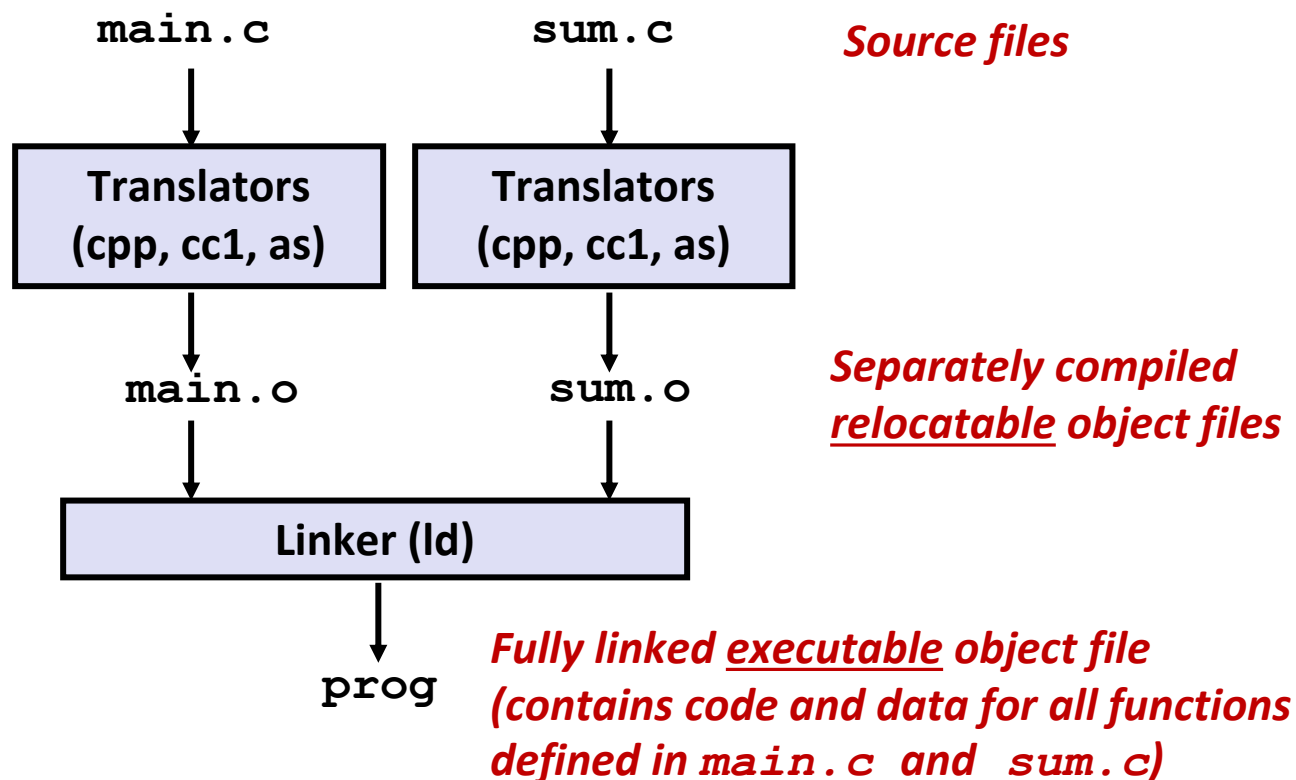 main.c
sum.c
Source files
Translators
(cpp, cc1, as)
Translators
(cpp, cc1, as)
main.o
sum.o
Separately compiled
relocatable object files
Linker (ld)
prog
Fully linked executable object file
(contains code and data for all functions
defined in main.c and sum.c)